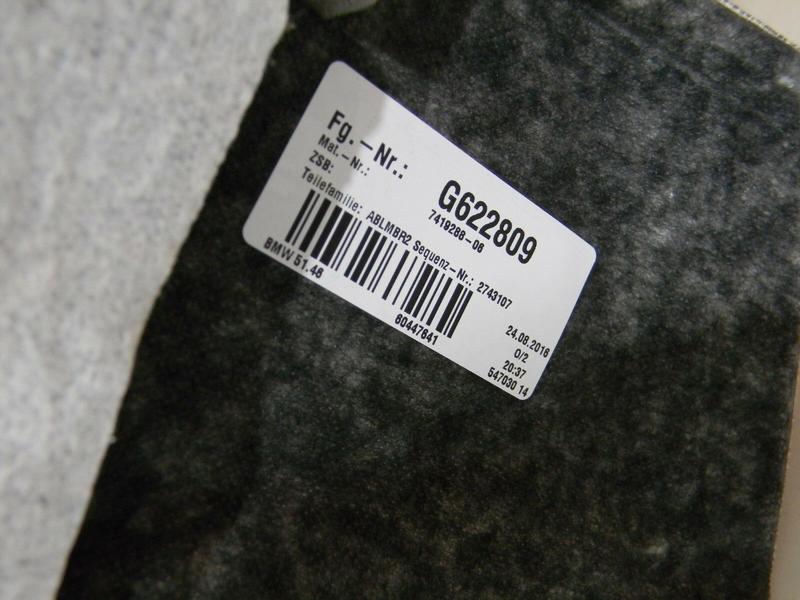 Fg.-Nr.: G622809
Mat.-Nr.: 7419288-06
ZSB:
Teilefamilie: ABLMBR2 Sequenz-Nr.: 2743107
BMW 51.46
60447641
24.08.2016
0/2
20:37
547030 14